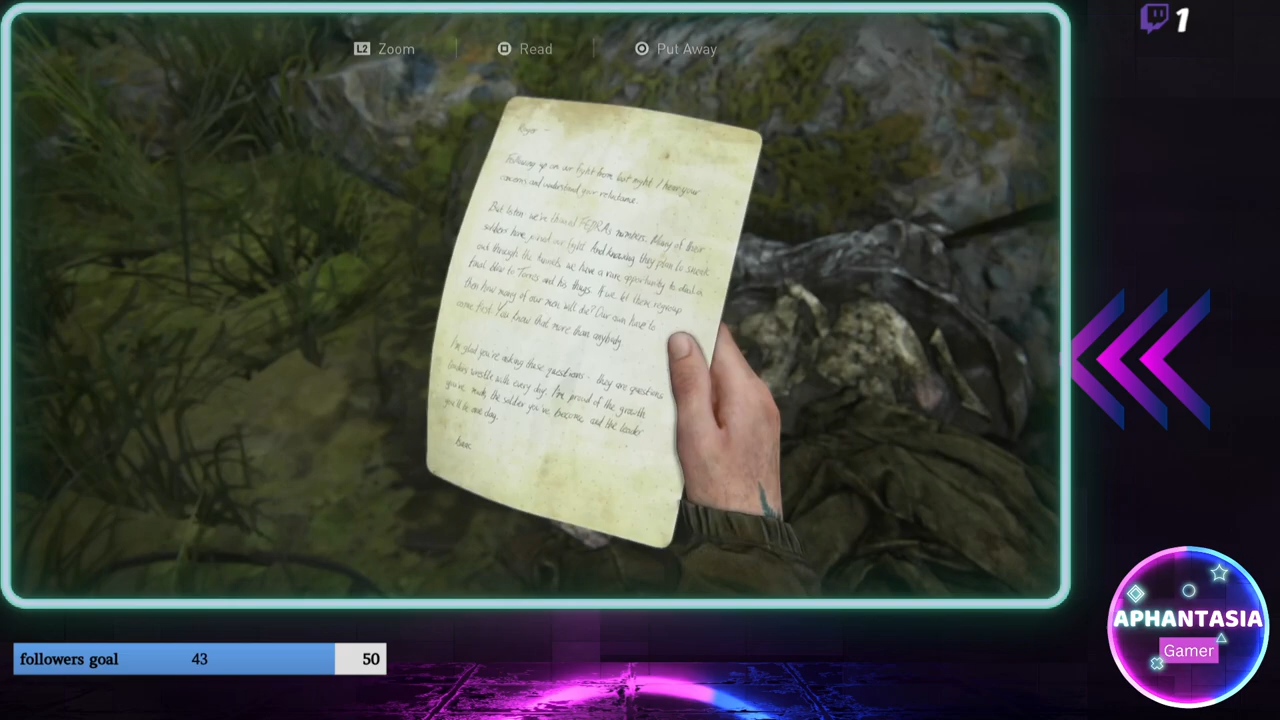 1
L2 Zoom
Read
Put Away
Following up on our fight from last night. I hear your
concerns and understand your reluctance.
But listen: we've thinned FEDRA's numbers. Many of their
soldiers have joined our fight. And knowing they plan to sneak
out through the tunnels, we have a rare opportunity to deal a
final blow to Torres and his thugs. If we let them regroup
then how many of our men will die? Our own have to
come first. You know that more than anybody.
I'm glad you're asking these questions - they are questions
leaders wrestle with every day. I'm proud of the growth
you've made, the soldier you've become, and the leader
you'll be one day.
Isaac
followers goal 43 50
APHANTASIA
Gamer